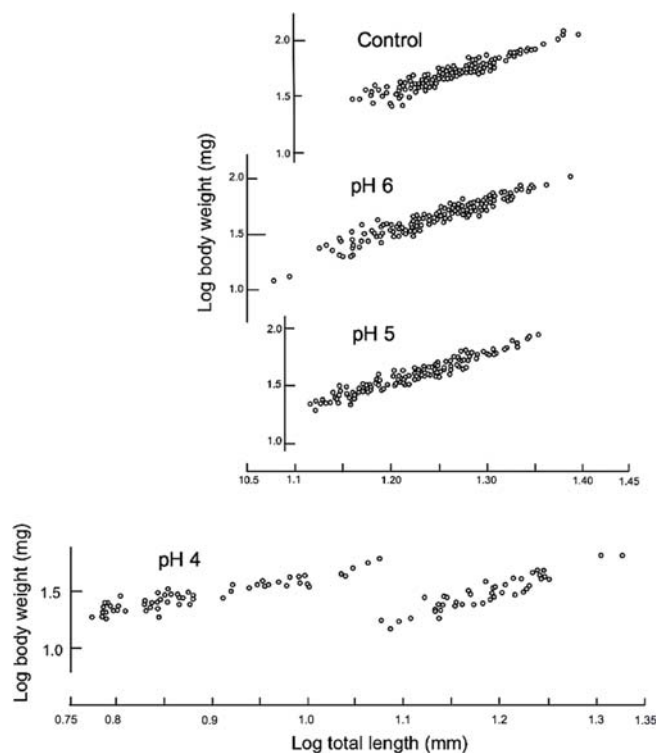 Control
2.0
1.5
1.0
Log body weight (mg)
pH 6
2.0
1.5
1.0
pH 5
2.0
1.5
1.0
10.5 1.1 1.20 1.30 1.40 1.45
pH 4
Log body weight (mg)
1.5
1.0
0.75 0.8 0.9 1.0 1.1 1.2 1.3 1.35
Log total length (mm)